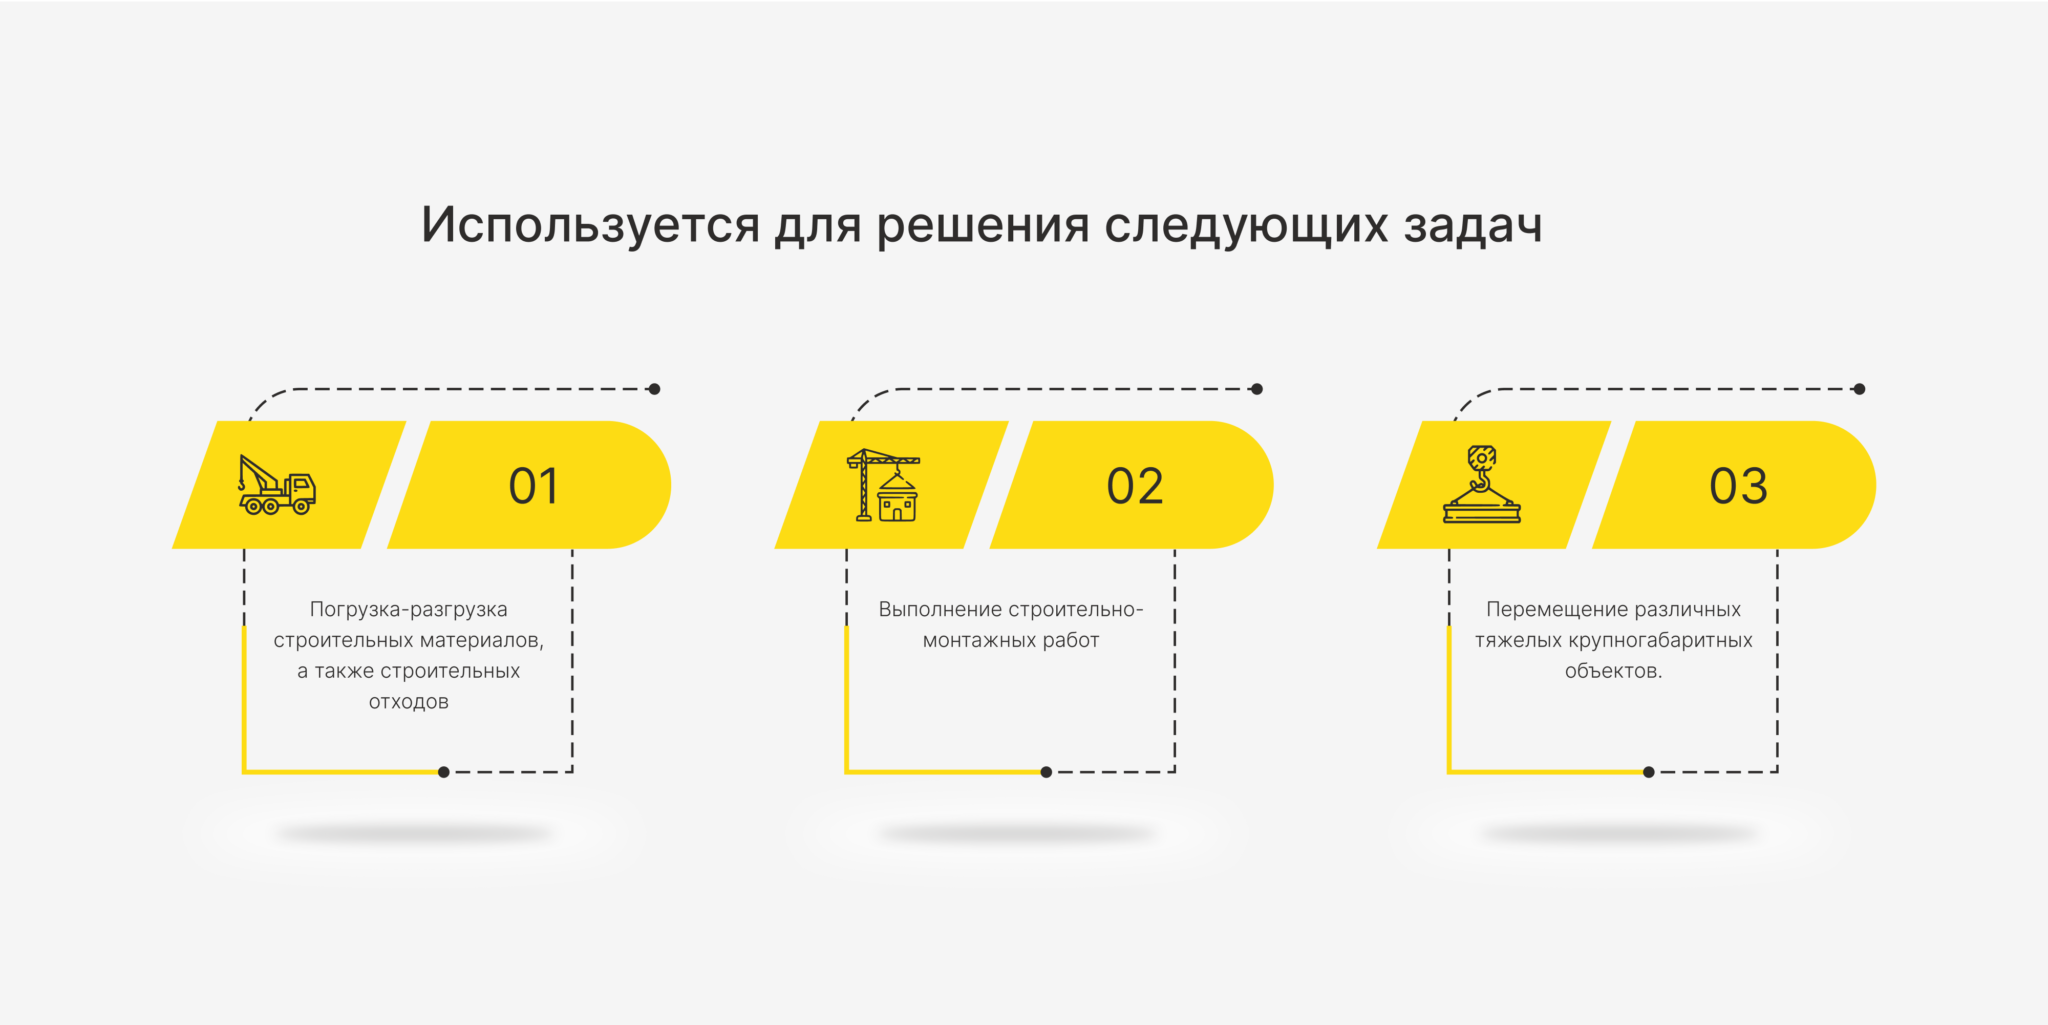 Используется для решения следующих задач
01
Погрузка-разгрузка
строительных материалов,
а также строительных
отходов
02
Выполнение строительно-
монтажных работ
03
Перемещение различных
тяжелых крупногабаритных
объектов.